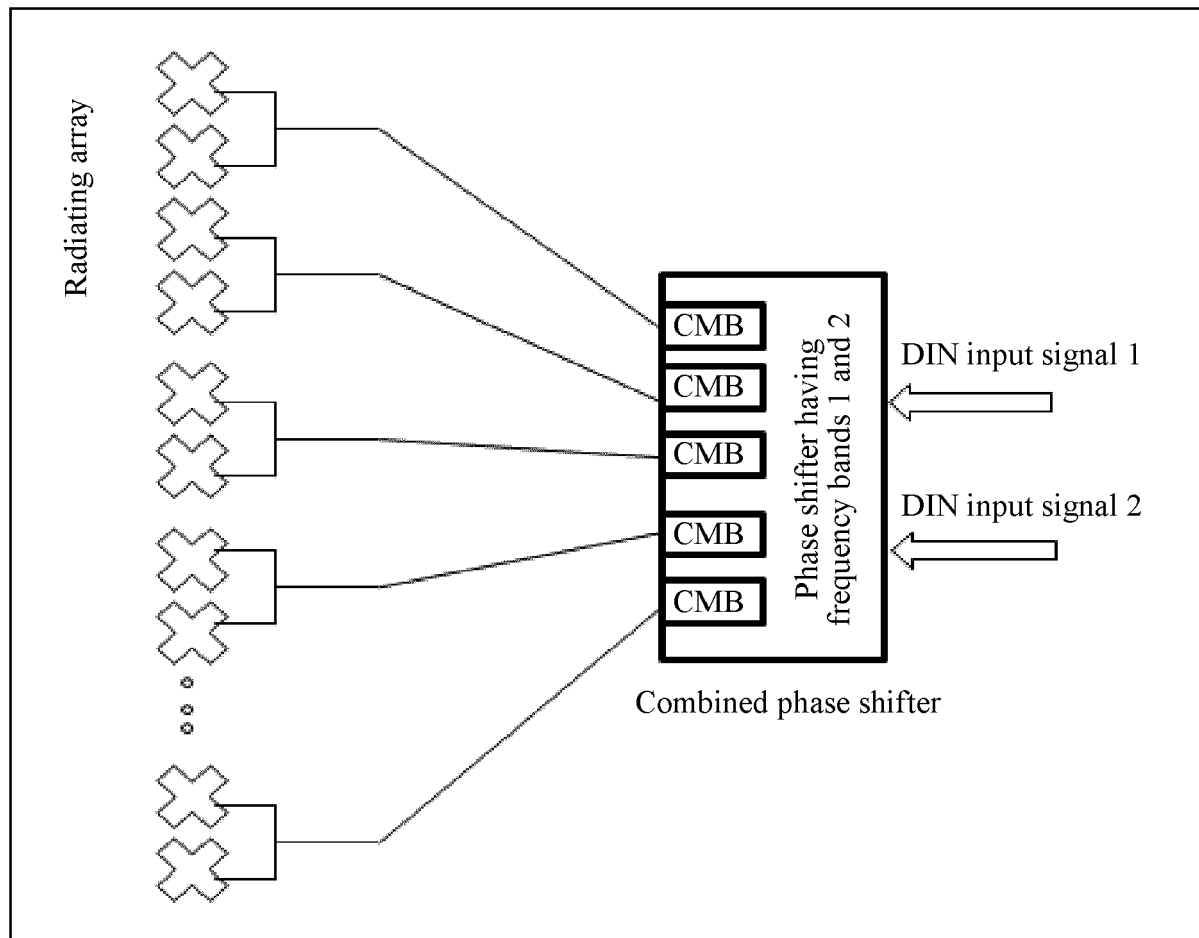 Radiating array
CMB
CMB
CMB
CMB
CMB
Phase shifter having
frequency bands 1 and 2
DIN input signal 1
DIN input signal 2
Combined phase shifter